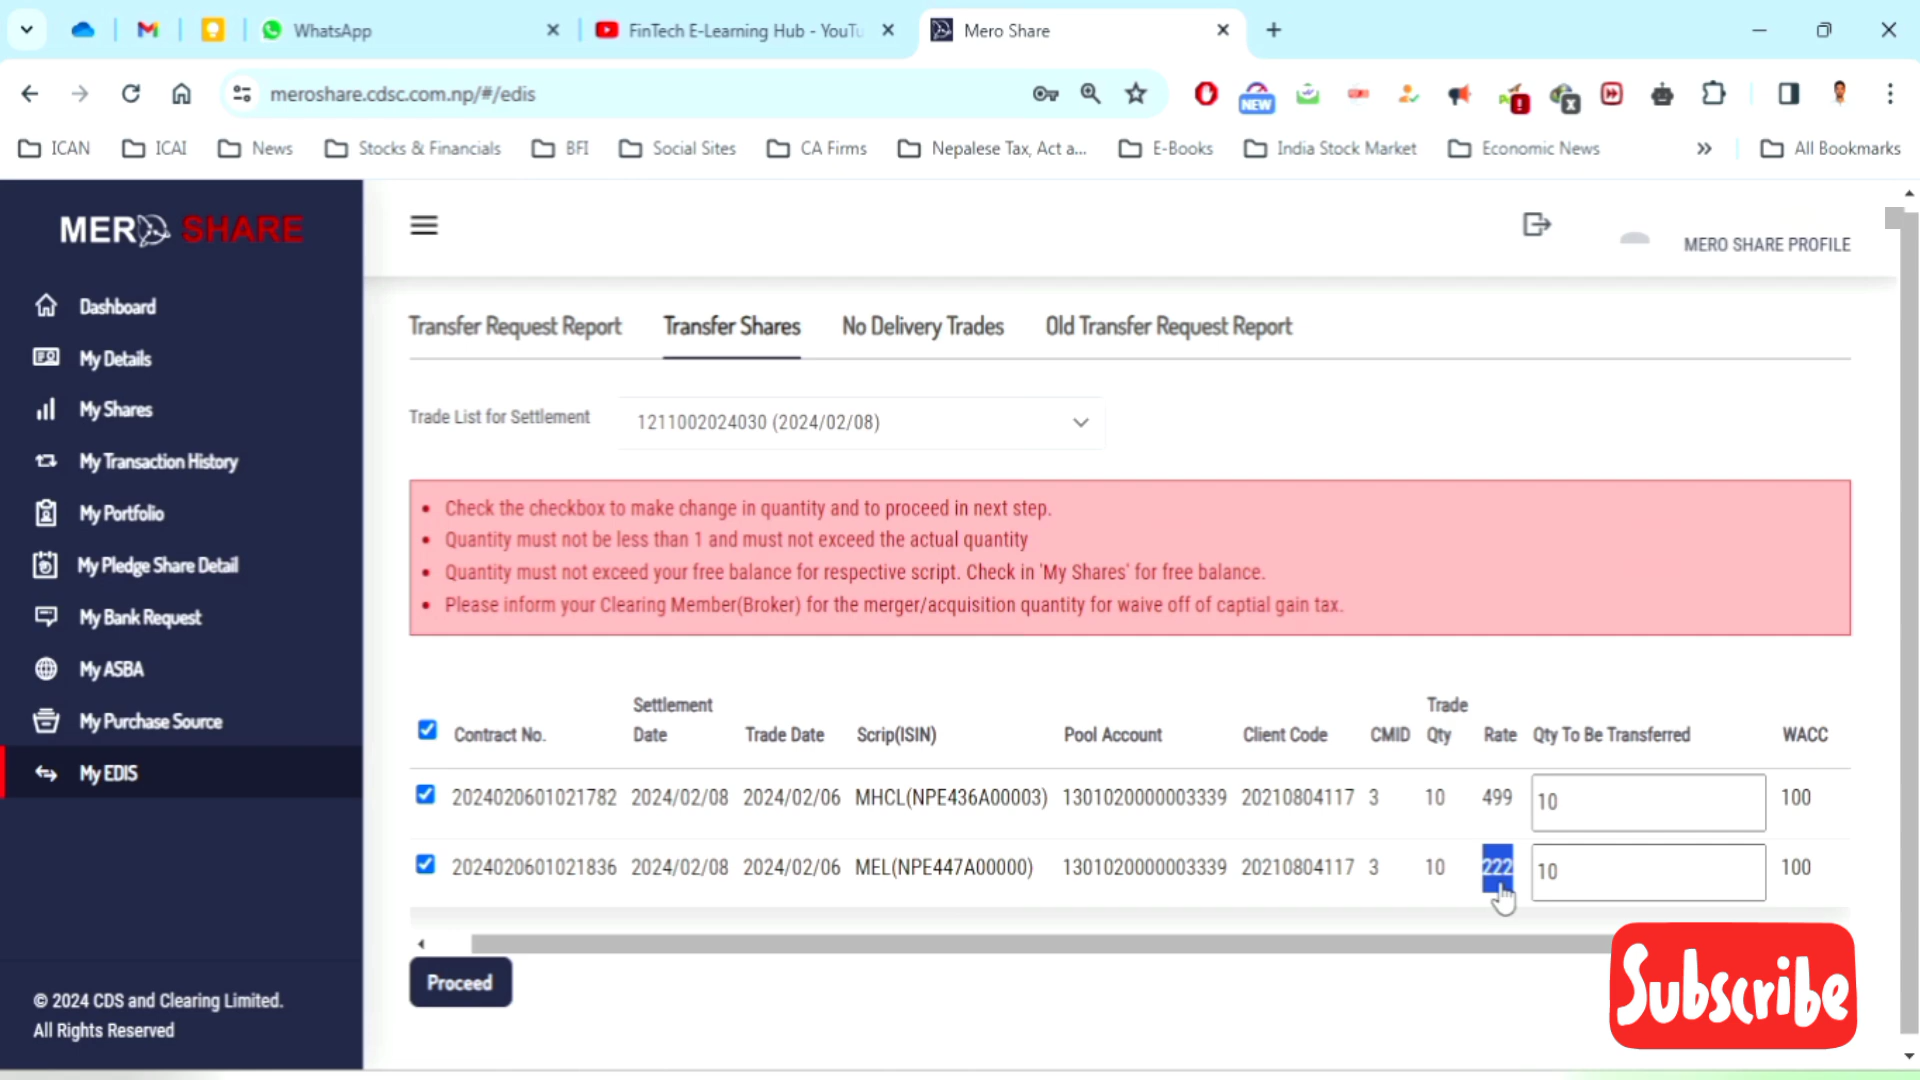 WhatsApp
FinTech E-Learning Hub - YouTu
Mero Share
meroshare.cdsc.com.np/#/edis
NEW
ICAN
ICAI
News
Stocks & Financials
BFI
Social Sites
CA Firms
Nepalese Tax, Act a...
E-Books
India Stock Market
Economic News
All Bookmarks
MERO SHARE
MERO SHARE PROFILE
Dashboard
My Details
My Shares
My Transaction History
My Portfolio
My Pledge Share Detail
My Bank Request
My ASBA
My Purchase Source
My EDIS
© 2024 CDS and Clearing Limited.
All Rights Reserved
Transfer Request Report Transfer Shares No Delivery Trades Old Transfer Request Report
Trade List for Settlement 1211002024030 (2024/02/08)
• Check the checkbox to make change in quantity and to proceed in next step.
• Quantity must not be less than 1 and must not exceed the actual quantity
• Quantity must not exceed your free balance for respective script. Check in 'My Shares' for free balance.
• Please inform your Clearing Member(Broker) for the merger/acquisition quantity for waive off of captial gain tax.
Contract No. Settlement Date Trade Date Scrip(ISIN) Pool Account Client Code CMID Trade Qty Rate Qty To Be Transferred WACC
2024020601021782 2024/02/08 2024/02/06 MHCL(NPE436A00003) 1301020000003339 20210804117 3 10 499 10 100
2024020601021836 2024/02/08 2024/02/06 MEL(NPE447A00000) 1301020000003339 20210804117 3 10 222 10 100
Proceed
Subscribe